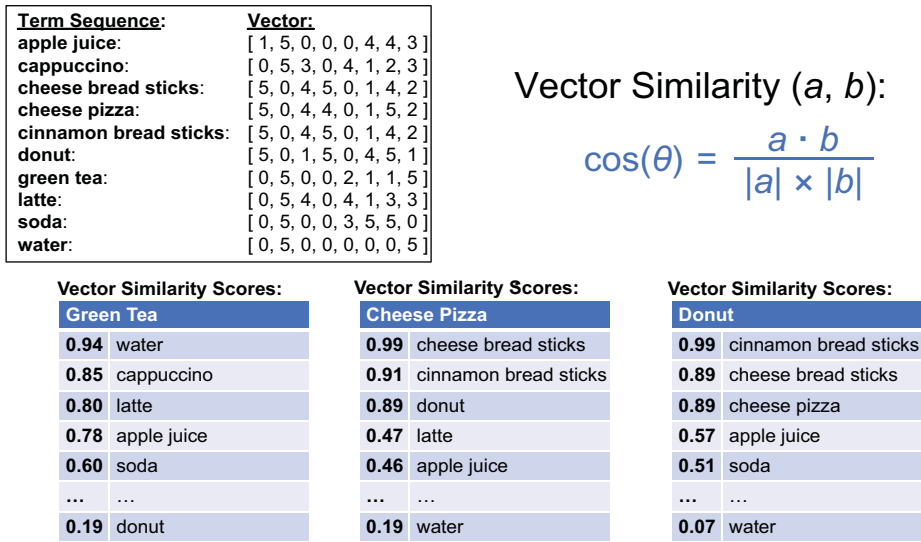 Term Sequence: Vector:
apple juice: [ 1, 5, 0, 0, 0, 4, 4, 3 ]
cappuccino: [ 0, 5, 3, 0, 4, 1, 2, 3 ]
cheese bread sticks: [ 5, 0, 4, 5, 0, 1, 4, 2 ]
cheese pizza: [ 5, 0, 4, 4, 0, 1, 5, 2 ]
cinnamon bread sticks: [ 5, 0, 4, 5, 0, 1, 4, 2 ]
donut: [ 5, 0, 1, 5, 0, 4, 5, 1 ]
green tea: [ 0, 5, 0, 0, 2, 1, 1, 5 ]
latte: [ 0, 5, 4, 0, 4, 1, 3, 3 ]
soda: [ 0, 5, 0, 0, 3, 5, 5, 0 ]
water: [ 0, 5, 0, 0, 0, 0, 0, 5 ]
Vector Similarity (a, b):
cos(θ) = a · b
|a| × |b|
Vector Similarity Scores:
Green Tea
0.94 water
0.85 cappuccino
0.80 latte
0.78 apple juice
0.60 soda
... ...
0.19 donut
Vector Similarity Scores:
Cheese Pizza
0.99 cheese bread sticks
0.91 cinnamon bread sticks
0.89 donut
0.47 latte
0.46 apple juice
... ...
0.19 water
Vector Similarity Scores:
Donut
0.99 cinnamon bread sticks
0.89 cheese bread sticks
0.89 cheese pizza
0.57 apple juice
0.51 soda
... ...
0.07 water